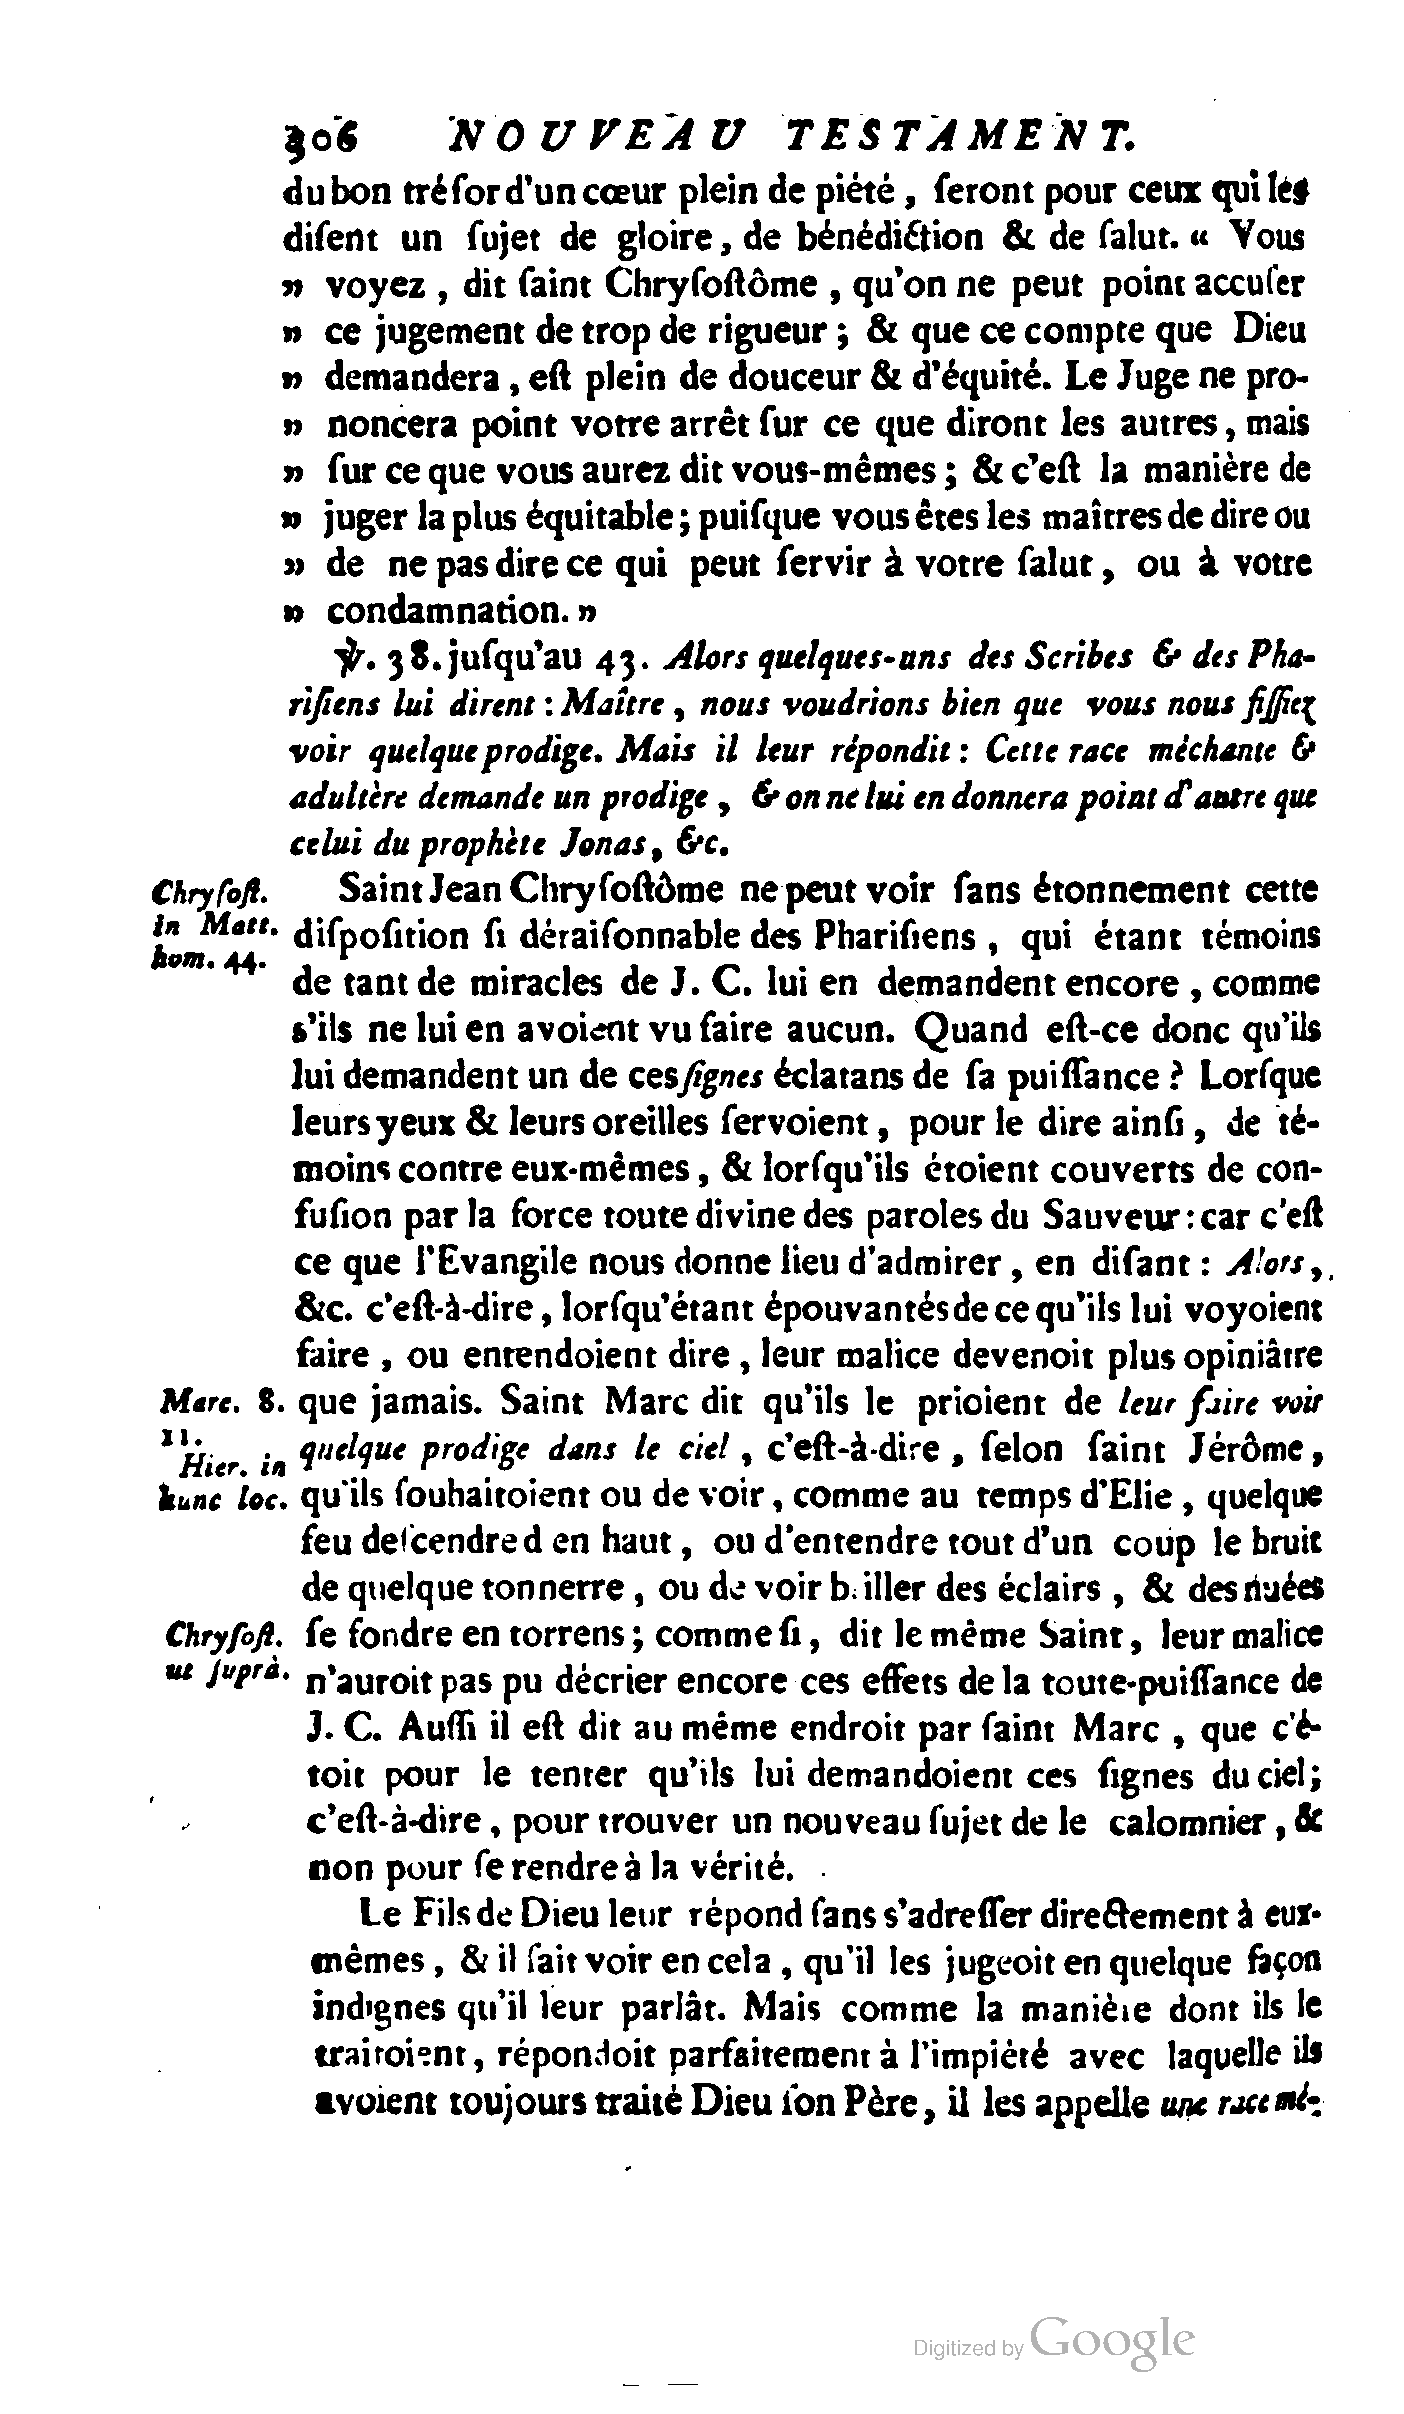 306 NOUVEAU TESTAMENT.
du bon tréſor d'un cœur plein de piété, ſeront pour ceux qui les
diſent un ſujet de gloire, de bénédiction & de ſalut. « Vous
» voyez, dit ſaint Chryſoſtôme, qu'on ne peut point accuſer
» ce jugement de trop de rigueur; & que ce compte que Dieu
» demandera, eſt plein de douceur & d'équité. Le Juge ne pro-
» noncera point votre arrêt ſur ce que diront les autres, mais
» ſur ce que vous aurez dit vous-mêmes; & c'eſt la manière de
» juger la plus équitable; puiſque vous êtes les maîtres de dire ou
» de ne pas dire ce qui peut ſervir à votre ſalut, ou à votre
» condamnation. »
℣. 38. juſqu'au 43. Alors quelques-uns des Scribes & des Pha-
riſiens lui dirent: Maître, nous voudrions bien que vous nous fiſſiez
voir quelque prodige. Mais il leur répondit: Cette race méchante &
adultère demande un prodige, & on ne lui en donnera point d'autre que
celui du prophète Jonas, &c.
Chryſoſt.
in Matt.
hom. 44.
Saint Jean Chryſoſtôme ne peut voir ſans étonnement cette
diſpoſition ſi déraiſonnable des Phariſiens, qui étant témoins
de tant de miracles de J. C. lui en demandent encore, comme
s'ils ne lui en avoient vu faire aucun. Quand eſt-ce donc qu'ils
lui demandent un de ces ſignes éclatans de ſa puiſſance? Lorſque
leurs yeux & leurs oreilles ſervoient, pour le dire ainſi, de té-
moins contre eux-mêmes, & lorſqu'ils étoient couverts de con-
fuſion par la force toute divine des paroles du Sauveur: car c'eſt
ce que l'Evangile nous donne lieu d'admirer, en diſant: Alors,
&c. c'eſt-à-dire, lorſqu'étant épouvantés de ce qu'ils lui voyoient
faire, ou entendoient dire, leur malice devenoit plus opiniâtre
Marc. 8.
11.
que jamais. Saint Marc dit qu'ils le prioient de leur faire voir
Hier. in
hunc loc.
quelque prodige dans le ciel, c'eſt-à-dire, ſelon ſaint Jérôme,
qu'ils ſouhaitoient ou de voir, comme au temps d'Elie, quelque
feu deſcendre d en haut, ou d'entendre tout d'un coup le bruit
de quelque tonnerre, ou de voir briller des éclairs, & des nuées
Chryſoſt.
ut ſuprà.
ſe fondre en torrens; comme ſi, dit le même Saint, leur malice
n'auroit pas pu décrier encore ces effets de la toute-puiſſance de
J. C. Auſſi il eſt dit au même endroit par ſaint Marc, que c'é-
toit pour le tenter qu'ils lui demandoient ces ſignes du ciel;
c'eſt-à-dire, pour trouver un nouveau ſujet de le calomnier, &
non pour ſe rendre à la vérité.
Le Fils de Dieu leur répond ſans s'adreſſer directement à eux-
mêmes, & il fait voir en cela, qu'il les jugeoit en quelque façon
indignes qu'il leur parlât. Mais comme la manière dont ils le
traitoient, répondoit parfaitement à l'impiété avec laquelle ils
avoient toujours traité Dieu ſon Père, il les appelle une race mé-
Digitized by Google